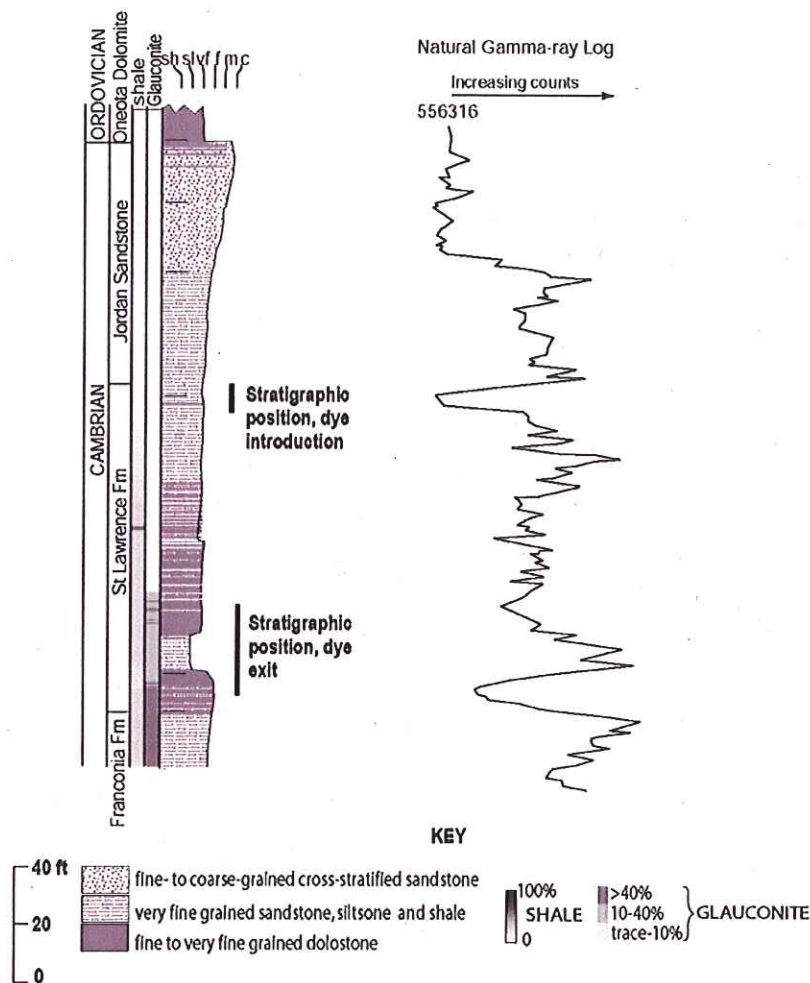 ORDOVICIAN
Oneota Dolomite
shale
Glauconite
sh sl vf f m c
CAMBRIAN
Jordan Sandstone
St Lawrence Fm
Franconia Fm
Stratigraphic
position, dye
introduction
Stratigraphic
position, dye
exit
Natural Gamma-ray Log
Increasing counts
556316
KEY
40 ft
20
0
fine- to coarse-grained cross-stratified sandstone
very fine grained sandstone, siltsone and shale
fine to very fine grained dolostone
100%
SHALE
0
>40%
10-40%
trace-10%
GLAUCONITE